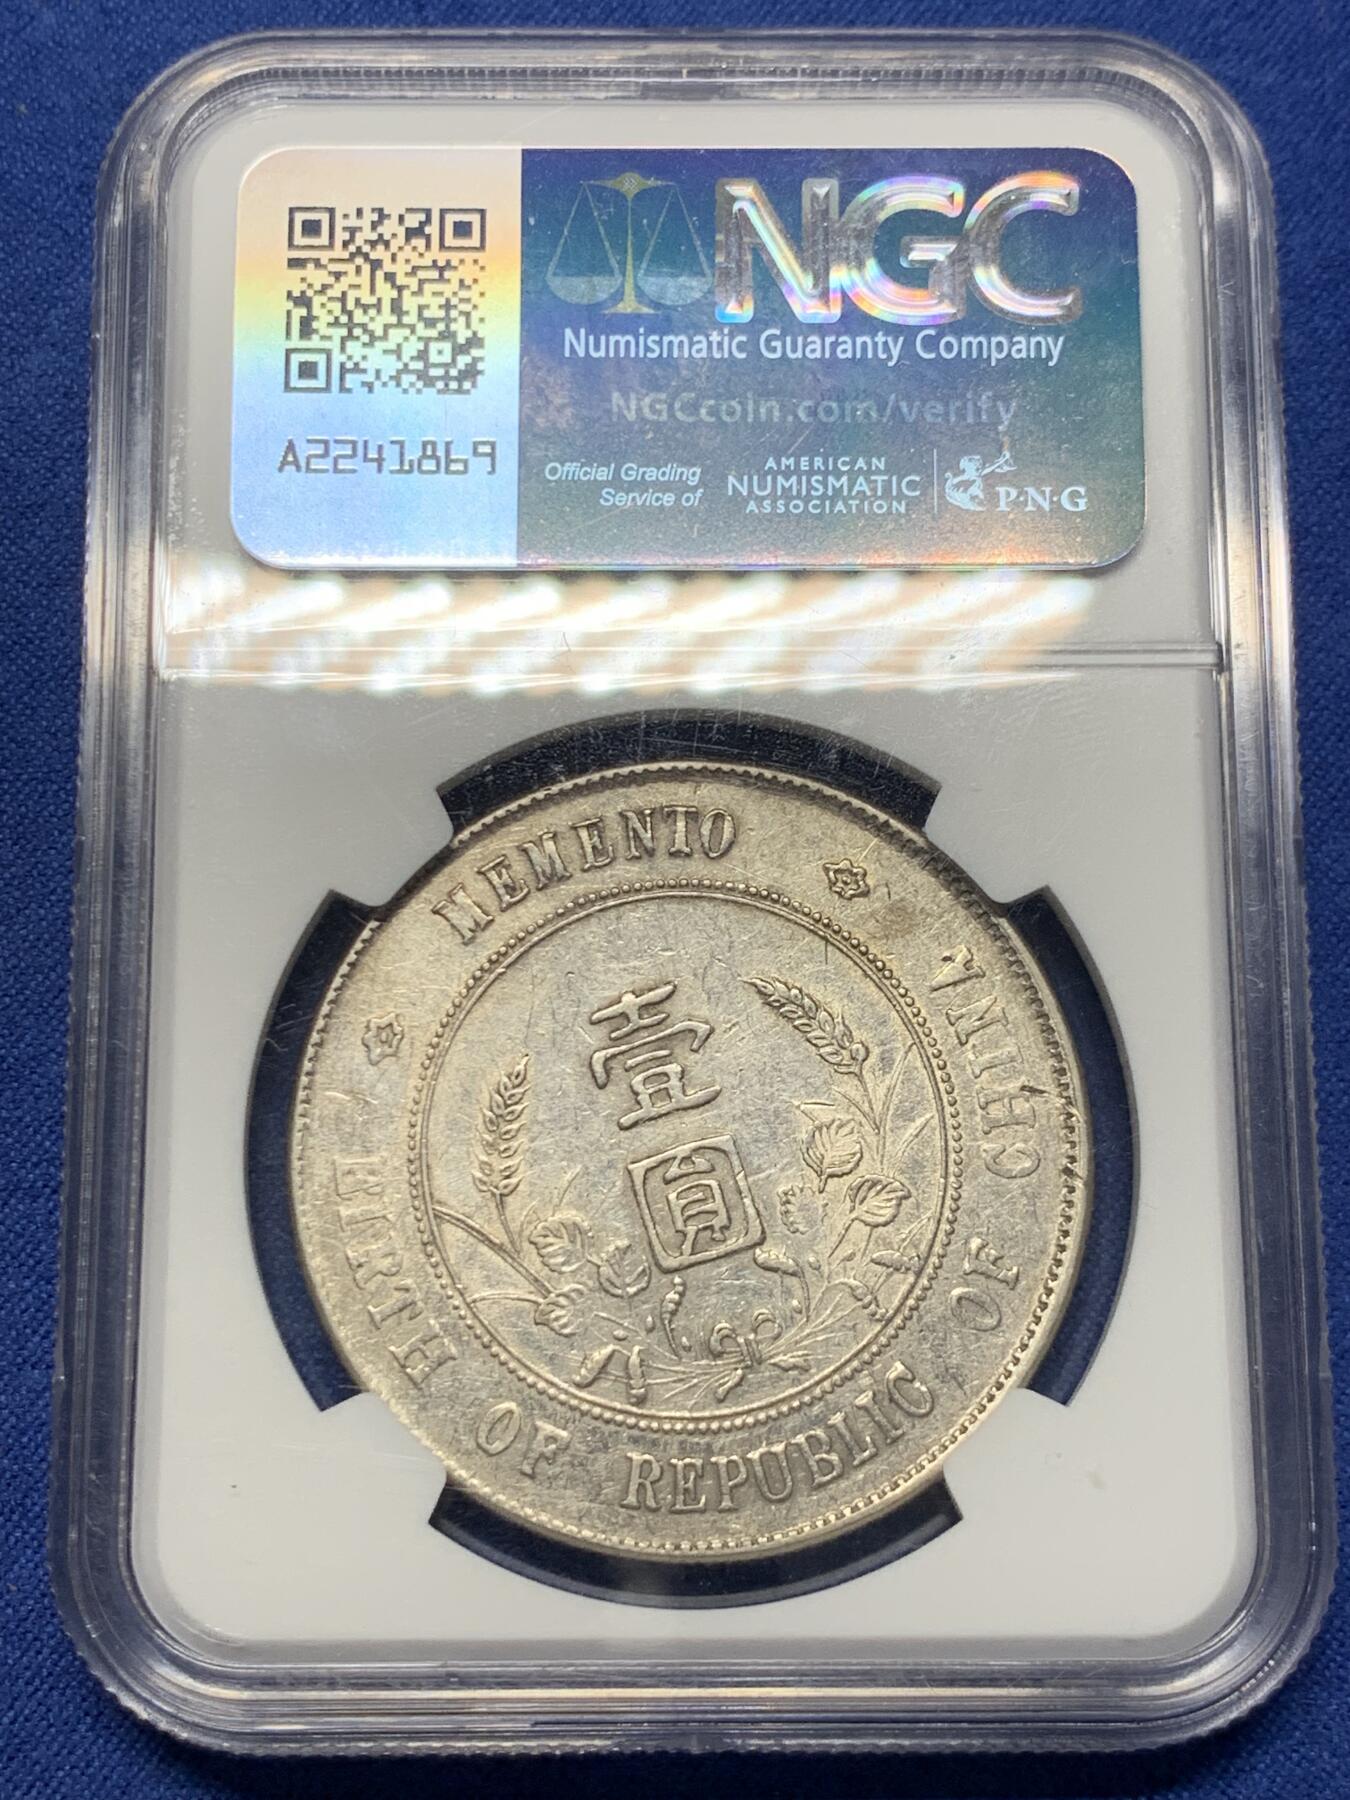 NGC
Numismatic Guaranty Company
NGCcoin.com/verify
A2241869
Official Grading
Service of
AMERICAN
NUMISMATIC
ASSOCIATION
P·N·G
MEMENTO
BIRTH OF REPUBLIC OF CHINA
壹
圓